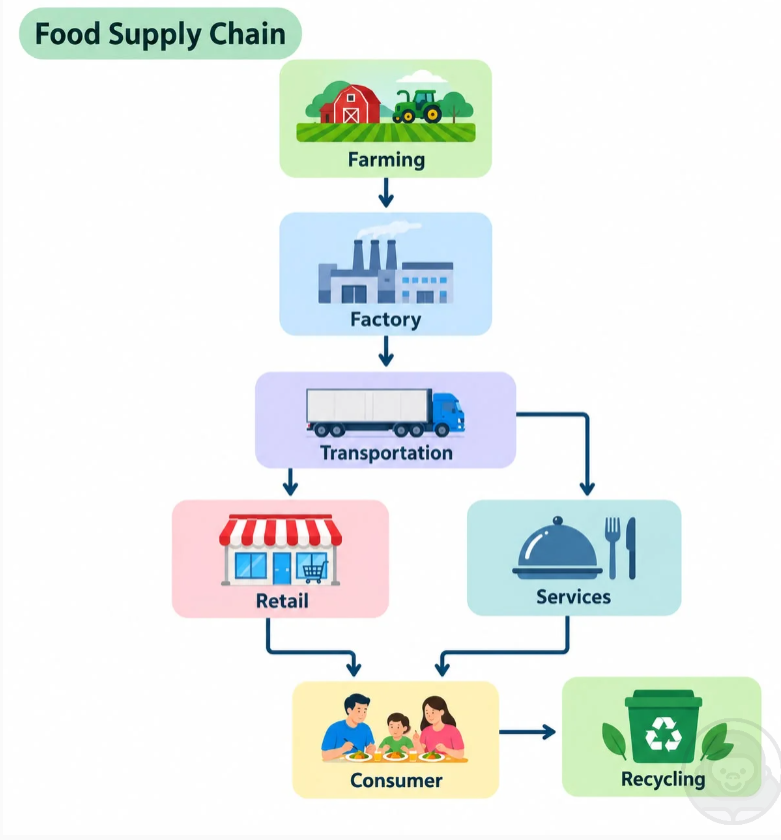 Food Supply Chain
Farming
Factory
Transportation
Retail
Services
Consumer
Recycling